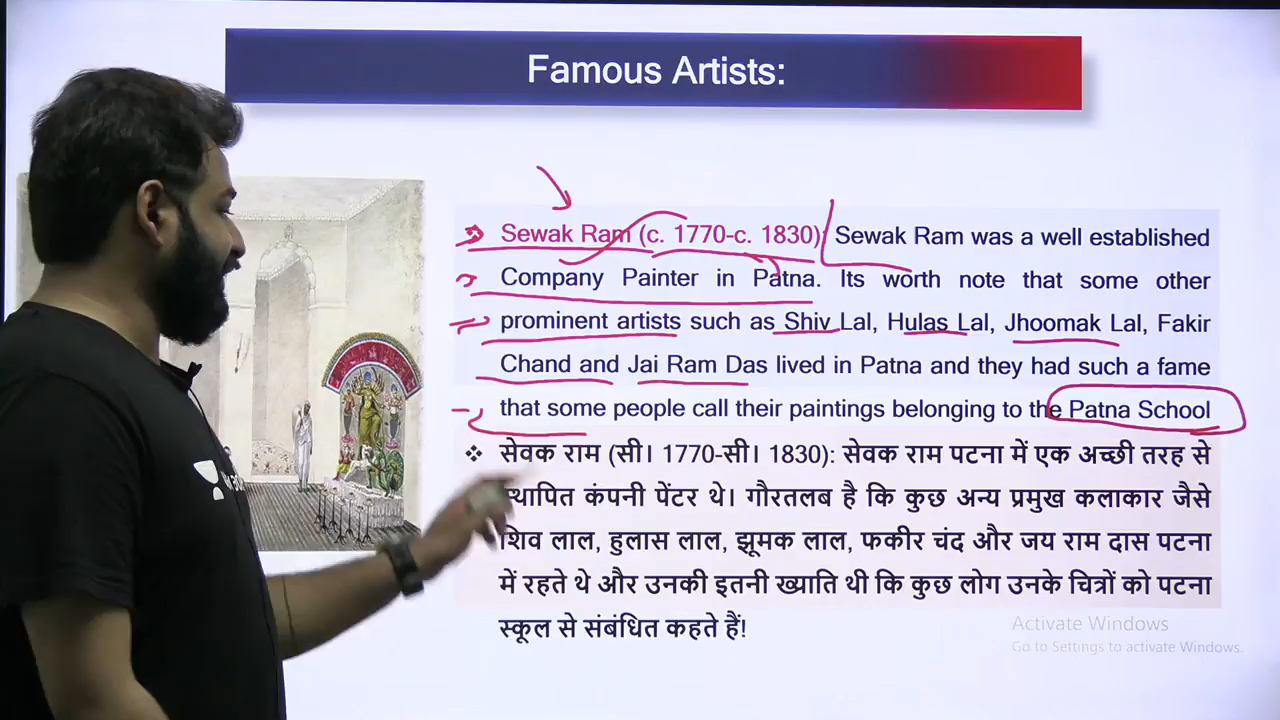 Famous Artists:
Sewak Ram (c. 1770-c. 1830): Sewak Ram was a well established
Company Painter in Patna. Its worth note that some other
prominent artists such as Shiv Lal, Hulas Lal, Jhoomak Lal, Fakir
Chand and Jai Ram Das lived in Patna and they had such a fame
that some people call their paintings belonging to the Patna School
❖ सेवक राम (सी। 1770-सी। 1830): सेवक राम पटना में एक अच्छी तरह से
स्थापित कंपनी पेंटर थे। गौरतलब है कि कुछ अन्य प्रमुख कलाकार जैसे
शिव लाल, हुलास लाल, झूमक लाल, फकीर चंद और जय राम दास पटना
में रहते थे और उनकी इतनी ख्याति थी कि कुछ लोग उनके चित्रों को पटना
स्कूल से संबंधित कहते हैं!
Activate Windows
Go to Settings to activate Windows.